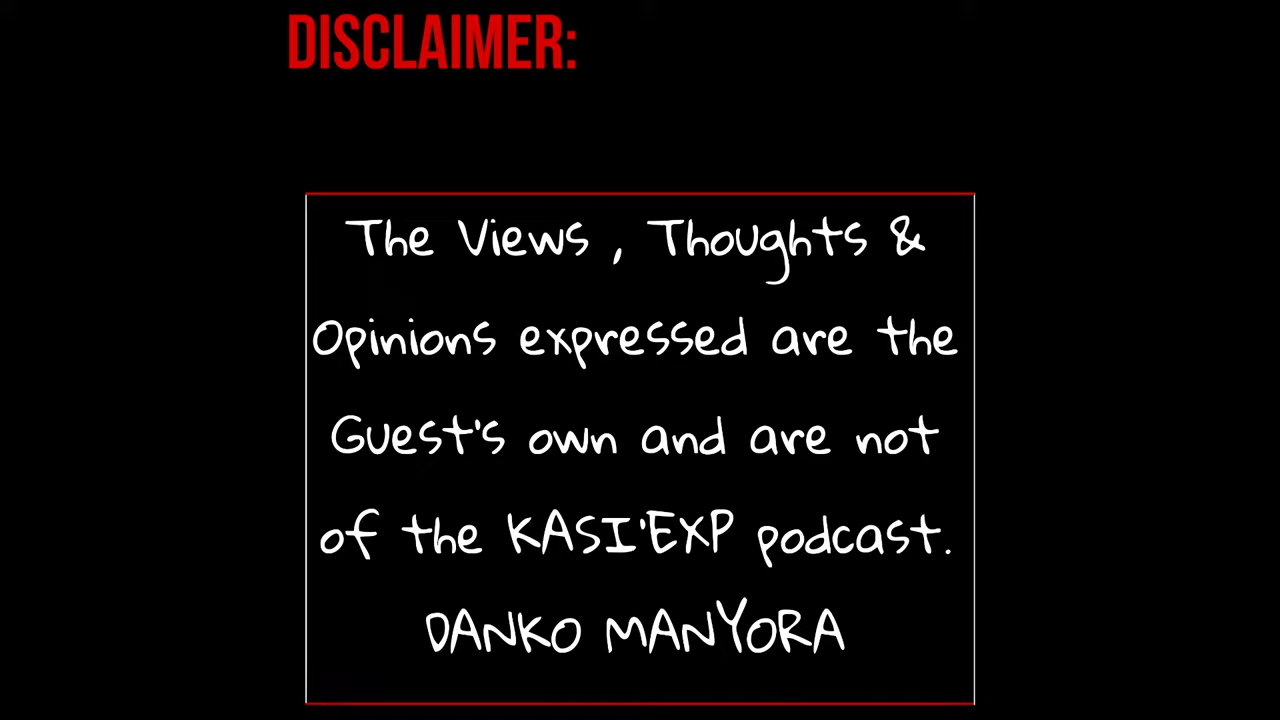 DISCLAIMER:
The Views , Thoughts &
Opinions expressed are the
Guest's own and are not
of the KASI'EXP podcast.
DANKO MANYORA